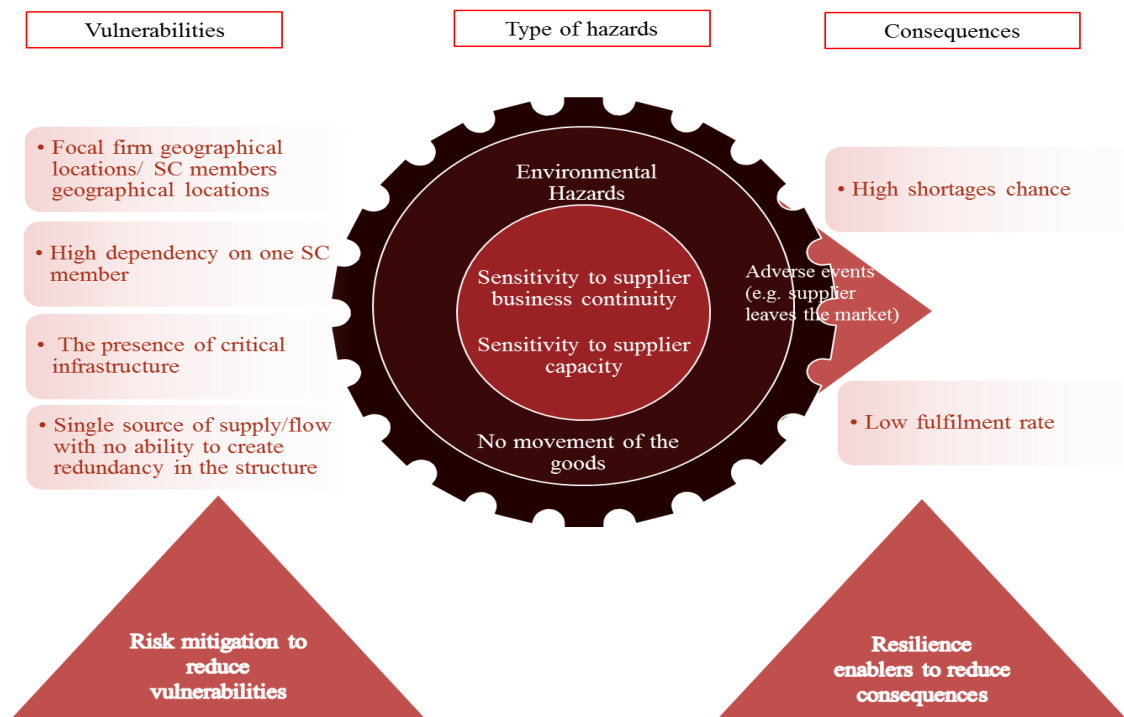 Vulnerabilities
Type of hazards
Consequences
• Focal firm geographical
locations/ SC members
geographical locations
• High dependency on one SC
member
• The presence of critical
infrastructure
• Single source of supply/flow
with no ability to create
redundancy in the structure
Environmental
Hazards
Sensitivity to supplier
business continuity
Sensitivity to supplier
capacity
Adverse events
(e.g. supplier
leaves the market)
No movement of the
goods
• High shortages chance
• Low fulfilment rate
Risk mitigation to
reduce
vulnerabilities
Resilience
enablers to reduce
consequences